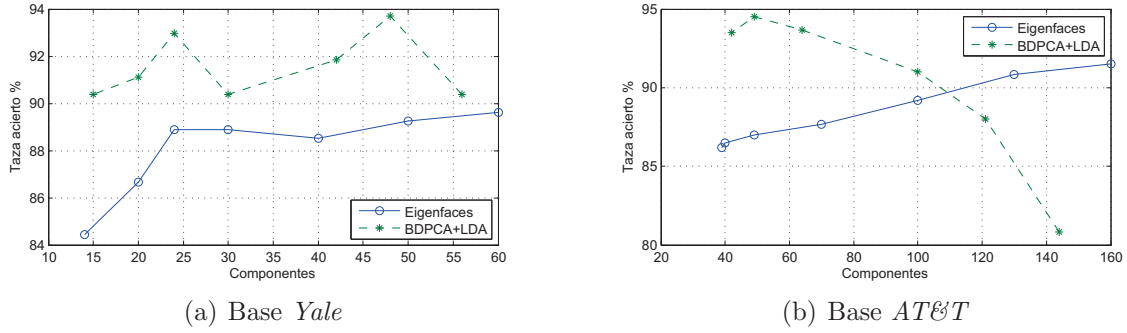 94
92
90
88
86
84
Taza acierto %
10 15 20 25 30 35 40 45 50 55 60
Componentes
Eigenfaces
BDPCA+LDA
(a) Base Yale
95
90
85
80
Taza acierto %
20 40 60 80 100 120 140 160
Componentes
Eigenfaces
BDPCA+LDA
(b) Base AT&T